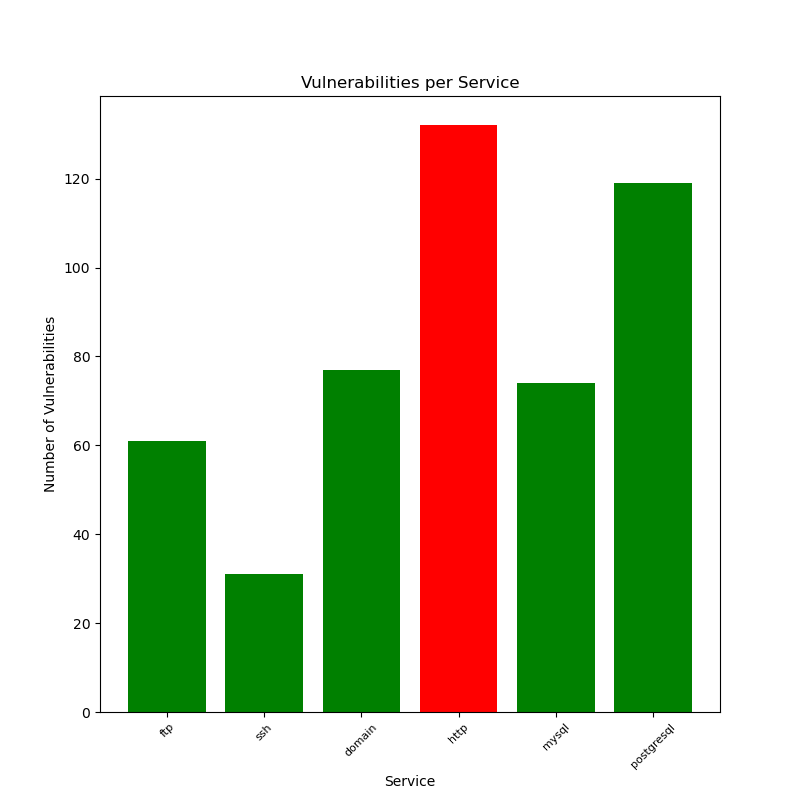 Vulnerabilities per Service
Number of Vulnerabilities
120
100
80
60
40
20
0
ftp
ssh
domain
http
mysql
postgresql
Service